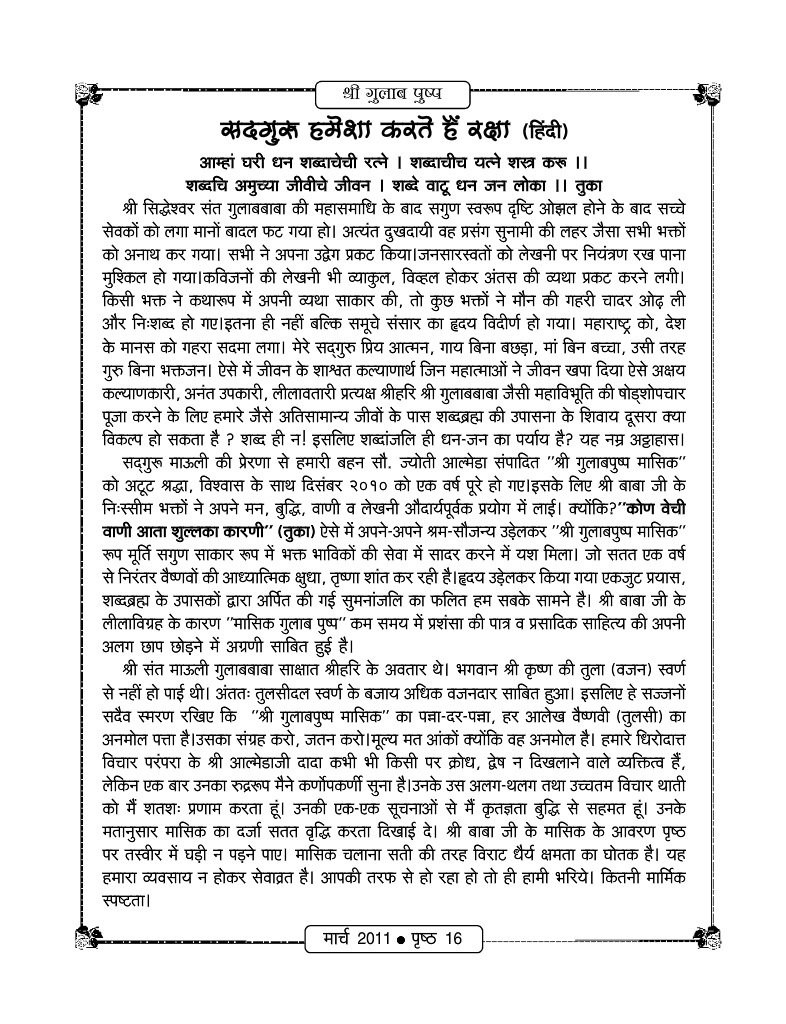 श्री गुलाब पुष्प
सदगुरू हमेशा करते हैं रक्षा (हिंदी)
आम्हां घरी धन शब्दाचेची रत्ने । शब्दाचीच यत्ने शस्त्र करू ।।
शब्दचि अमुच्या जीवीचे जीवन । शब्दे वाटू धन जन लोका ।। तुका
श्री सिद्धेश्वर संत गुलाबबाबा की महासमाधि के बाद सगुण स्वरूप दृष्टि ओझल होने के बाद सच्चे
सेवकों को लगा मानों बादल फट गया हो। अत्यंत दुखदायी वह प्रसंग सुनामी की लहर जैसा सभी भक्तों
को अनाथ कर गया। सभी ने अपना उद्वेग प्रकट किया।जनसारस्वतों को लेखनी पर नियंत्रण रख पाना
मुश्किल हो गया।कविजनों की लेखनी भी व्याकुल, विव्हल होकर अंतस की व्यथा प्रकट करने लगी।
किसी भक्त ने कथारूप में अपनी व्यथा साकार की, तो कुछ भक्तों ने मौन की गहरी चादर ओढ़ ली
और निःशब्द हो गए।इतना ही नहीं बल्कि समूचे संसार का हृदय विदीर्ण हो गया। महाराष्ट्र को, देश
के मानस को गहरा सदमा लगा। मेरे सद्गुरु प्रिय आत्मन, गाय बिना बछड़ा, मां बिन बच्चा, उसी तरह
गुरु बिना भक्तजन। ऐसे में जीवन के शाश्वत कल्याणार्थ जिन महात्माओं ने जीवन खपा दिया ऐसे अक्षय
कल्याणकारी, अनंत उपकारी, लीलावतारी प्रत्यक्ष श्रीहरि श्री गुलाबबाबा जैसी महाविभूति की षोड्शोपचार
पूजा करने के लिए हमारे जैसे अतिसामान्य जीवों के पास शब्दब्रह्म की उपासना के शिवाय दूसरा क्या
विकल्प हो सकता है ? शब्द ही न! इसलिए शब्दांजलि ही धन-जन का पर्याय है? यह नम्र अट्टाहास।
सद्गुरू माऊली की प्रेरणा से हमारी बहन सौ. ज्योती आल्मेडा संपादित ''श्री गुलाबपुष्प मासिक''
को अटूट श्रद्धा, विश्वास के साथ दिसंबर २०१० को एक वर्ष पूरे हो गए।इसके लिए श्री बाबा जी के
निःस्सीम भक्तों ने अपने मन, बुद्धि, वाणी व लेखनी औदार्यपूर्वक प्रयोग में लाई। क्योंकि?''कोण वेची
वाणी आता शुल्लका कारणी'' (तुका) ऐसे में अपने-अपने श्रम-सौजन्य उड़ेलकर ''श्री गुलाबपुष्प मासिक''
रूप मूर्ति सगुण साकार रूप में भक्त भाविकों की सेवा में सादर करने में यश मिला। जो सतत एक वर्ष
से निरंतर वैष्णवों की आध्यात्मिक क्षुधा, तृष्णा शांत कर रही है।हृदय उड़ेलकर किया गया एकजुट प्रयास,
शब्दब्रह्म के उपासकों द्वारा अर्पित की गई सुमनांजलि का फलित हम सबके सामने है। श्री बाबा जी के
लीलाविग्रह के कारण ''मासिक गुलाब पुष्प'' कम समय में प्रशंसा की पात्र व प्रसादिक साहित्य की अपनी
अलग छाप छोड़ने में अग्रणी साबित हुई है।
श्री संत माऊली गुलाबबाबा साक्षात श्रीहरि के अवतार थे। भगवान श्री कृष्ण की तुला (वजन) स्वर्ण
से नहीं हो पाई थी। अंततः तुलसीदल स्वर्ण के बजाय अधिक वजनदार साबित हुआ। इसलिए हे सज्जनों
सदैव स्मरण रखिए कि ''श्री गुलाबपुष्प मासिक'' का पन्ना-दर-पन्ना, हर आलेख वैष्णवी (तुलसी) का
अनमोल पत्ता है।उसका संग्रह करो, जतन करो।मूल्य मत आंकों क्योंकि वह अनमोल है। हमारे धिरोदात्त
विचार परंपरा के श्री आल्मेडाजी दादा कभी भी किसी पर क्रोध, द्वेष न दिखलाने वाले व्यक्तित्व हैं,
लेकिन एक बार उनका रुद्ररूप मैने कर्णोपकर्णी सुना है।उनके उस अलग-थलग तथा उच्चतम विचार थाती
को मैं शतशः प्रणाम करता हूं। उनकी एक-एक सूचनाओं से मैं कृतज्ञता बुद्धि से सहमत हूं। उनके
मतानुसार मासिक का दर्जा सतत वृद्धि करता दिखाई दे। श्री बाबा जी के मासिक के आवरण पृष्ठ
पर तस्वीर में घड़ी न पड़ने पाए। मासिक चलाना सती की तरह विराट धैर्य क्षमता का घोतक है। यह
हमारा व्यवसाय न होकर सेवाव्रत है। आपकी तरफ से हो रहा हो तो ही हामी भरिये। कितनी मार्मिक
स्पष्टता।
मार्च 2011 ● पृष्ठ 16